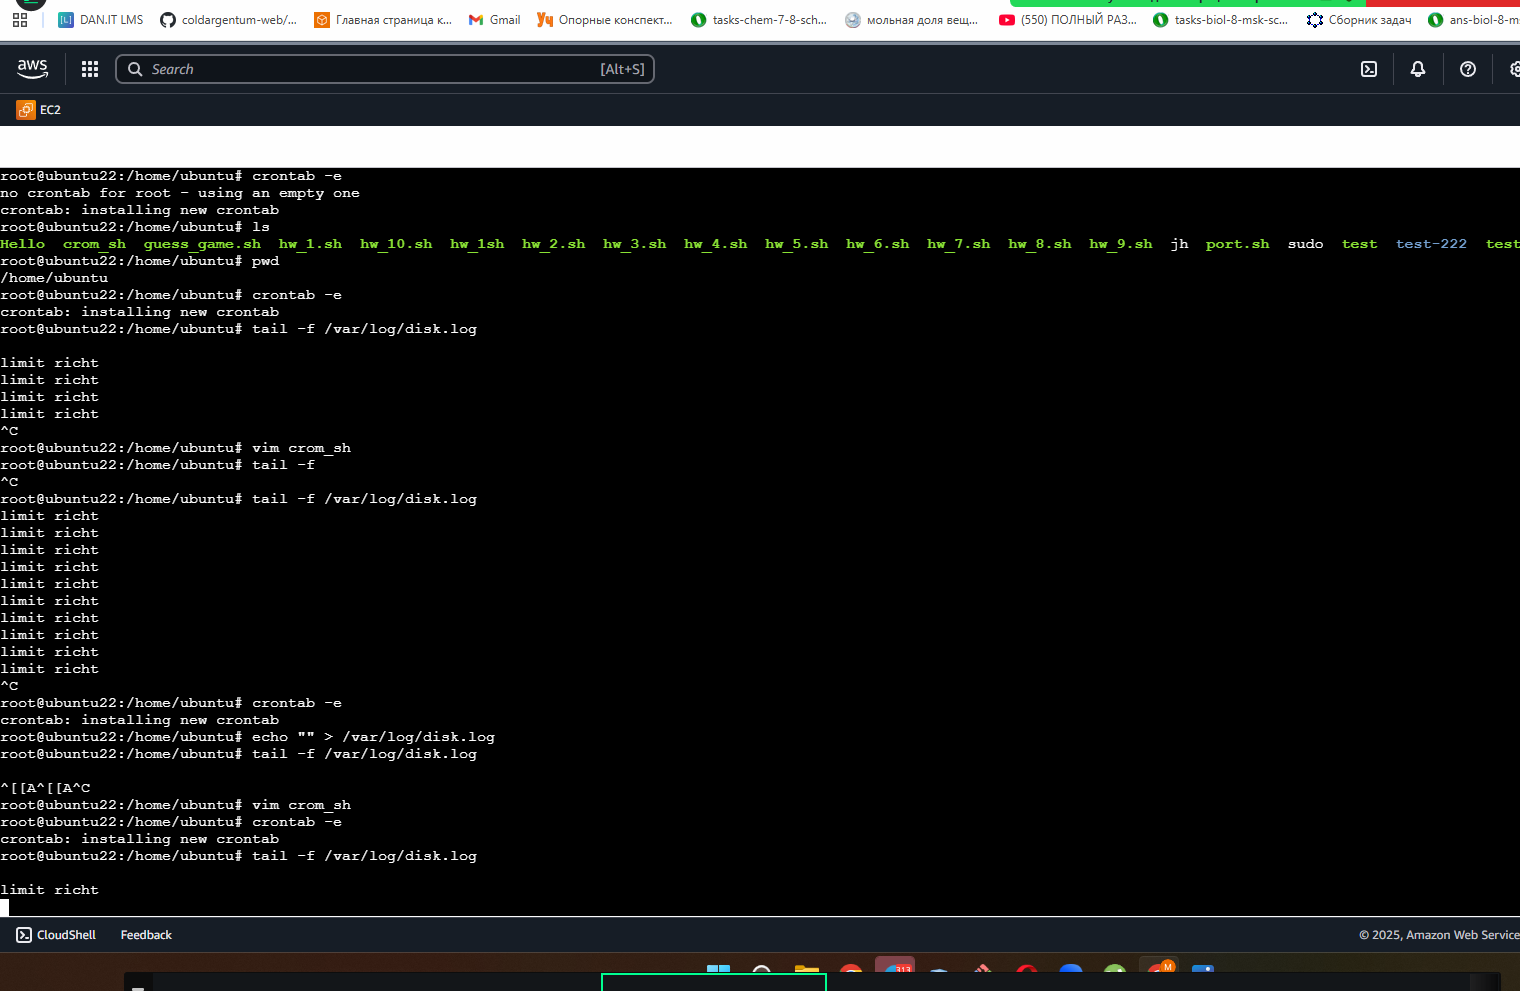 DAN.IT LMS coldargentum-web/... Главная страница к... Gmail Опорные конспект... tasks-chem-7-8-sch... мольная доля вещ... (550) ПОЛНЫЙ РАЗ... tasks-biol-8-msk-sc... Сборник задач ans-biol-8-m
aws Search [Alt+S]
EC2
root@ubuntu22:/home/ubuntu# crontab -e
no crontab for root - using an empty one
crontab: installing new crontab
root@ubuntu22:/home/ubuntu# ls
Hello crom_sh guess_game.sh hw_1.sh hw_10.sh hw_1sh hw_2.sh hw_3.sh hw_4.sh hw_5.sh hw_6.sh hw_7.sh hw_8.sh hw_9.sh jh port.sh sudo test test-222 test
root@ubuntu22:/home/ubuntu# pwd
/home/ubuntu
root@ubuntu22:/home/ubuntu# crontab -e
crontab: installing new crontab
root@ubuntu22:/home/ubuntu# tail -f /var/log/disk.log
limit richt
limit richt
limit richt
limit richt
^C
root@ubuntu22:/home/ubuntu# vim crom_sh
root@ubuntu22:/home/ubuntu# tail -f
^C
root@ubuntu22:/home/ubuntu# tail -f /var/log/disk.log
limit richt
limit richt
limit richt
limit richt
limit richt
limit richt
limit richt
limit richt
limit richt
limit richt
^C
root@ubuntu22:/home/ubuntu# crontab -e
crontab: installing new crontab
root@ubuntu22:/home/ubuntu# echo "" > /var/log/disk.log
root@ubuntu22:/home/ubuntu# tail -f /var/log/disk.log
^[[A^[[A^C
root@ubuntu22:/home/ubuntu# vim crom_sh
root@ubuntu22:/home/ubuntu# crontab -e
crontab: installing new crontab
root@ubuntu22:/home/ubuntu# tail -f /var/log/disk.log
limit richt
CloudShell Feedback © 2025, Amazon Web Service
313 M